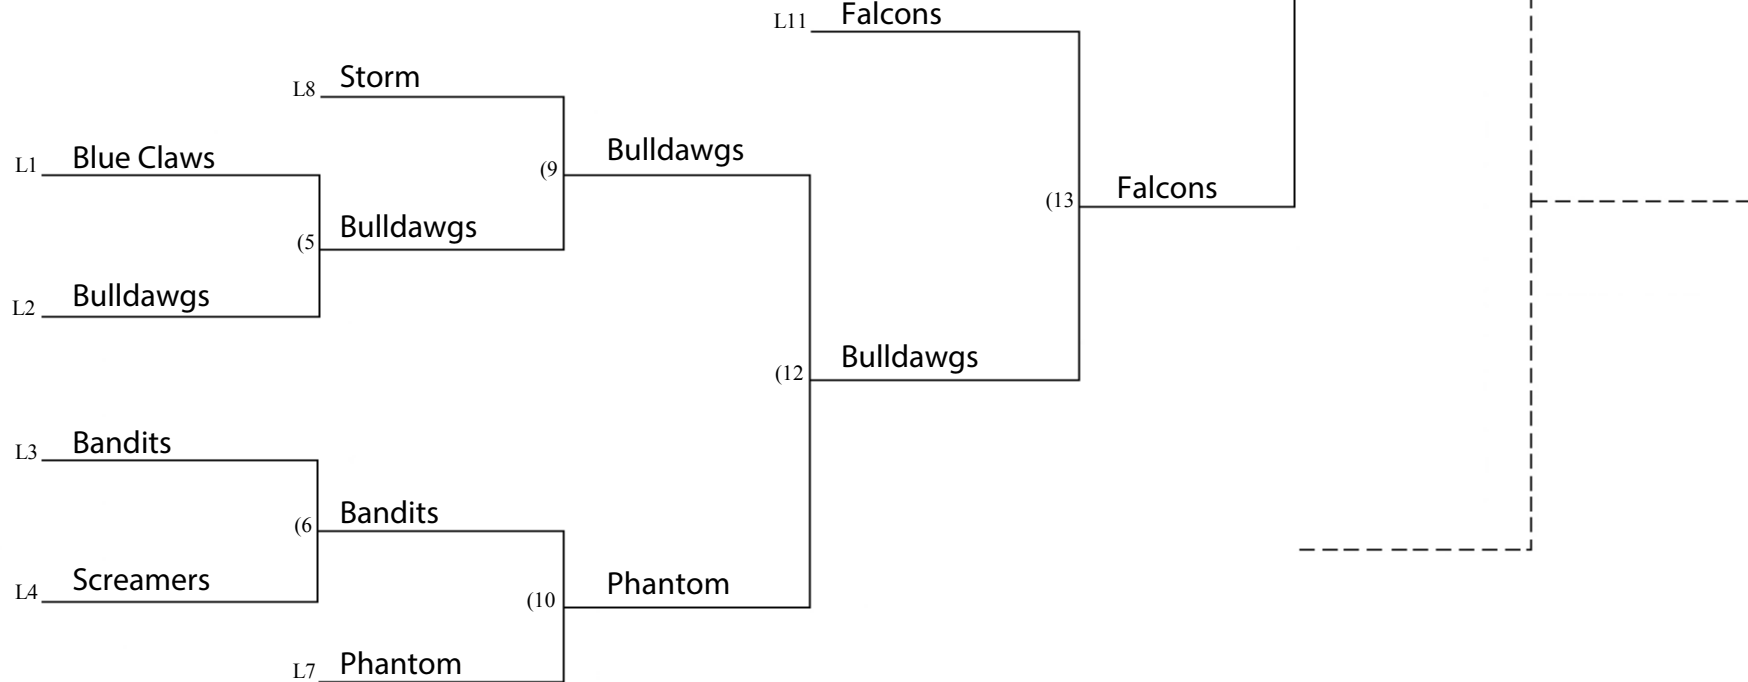 L11 Falcons
L8 Storm
L1 Blue Claws
(9 Bulldawgs
(13 Falcons
(5 Bulldawgs
L2 Bulldawgs
(12 Bulldawgs
L3 Bandits
(6 Bandits
L4 Screamers
(10 Phantom
L7 Phantom